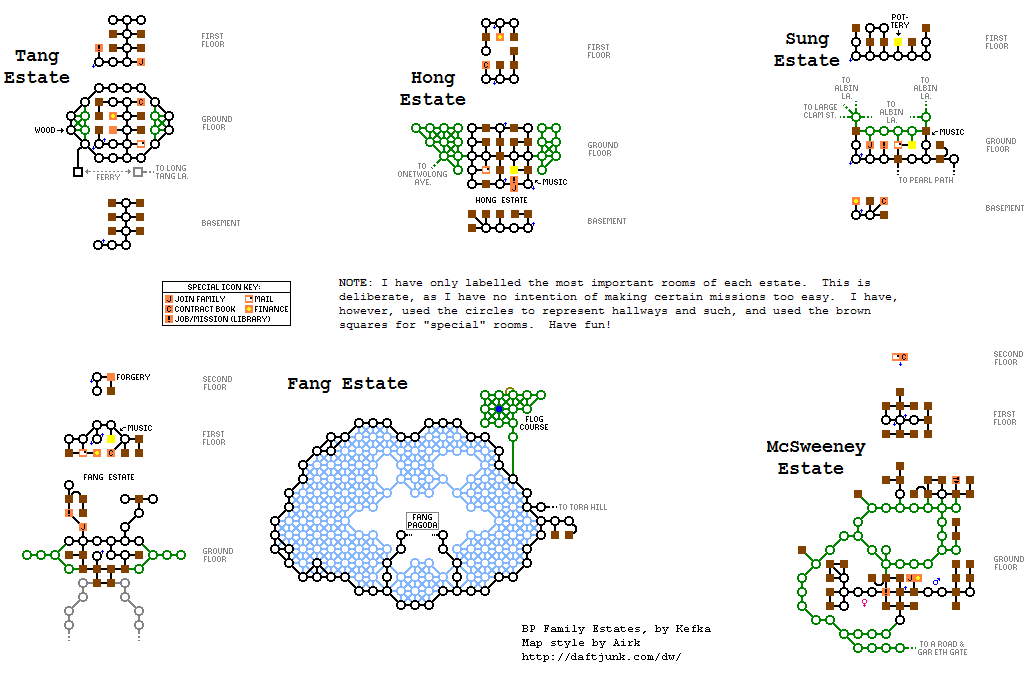 Tang
Estate
FIRST
FLOOR
GROUND
FLOOR
WOOD
FERRY
TO LONG
TANG LA.
BASEMENT
Hong
Estate
FIRST
FLOOR
GROUND
FLOOR
TO
ONETWOLONG
AVE.
MUSIC
HONG ESTATE
BASEMENT
Sung
Estate
POT-
TERY
FIRST
FLOOR
TO
ALBIN
LA.
TO
ALBIN
LA.
TO LARGE
CLAM ST.
TO
ALBIN
LA.
MUSIC
GROUND
FLOOR
TO PEARL PATH
BASEMENT
SPECIAL ICON KEY:
J JOIN FAMILY
MAIL
C CONTRACT BOOK
FINANCE
! JOB/MISSION (LIBRARY)
NOTE: I have only labelled the most important rooms of each estate. This is
deliberate, as I have no intention of making certain missions too easy. I have,
however, used the circles to represent hallways and such, and used the brown
squares for "special" rooms. Have fun!
Fang Estate
FORGERY
SECOND
FLOOR
MUSIC
FIRST
FLOOR
FANG ESTATE
GROUND
FLOOR
FLOG
COURSE
FANG
PAGODA
TO TORA HILL
McSweeney
Estate
C
SECOND
FLOOR
FIRST
FLOOR
GROUND
FLOOR
♂
♀
TO A ROAD &
GAR ETH GATE
BP Family Estates, by Kefka
Map style by Airk
http://daftjunk.com/dw/